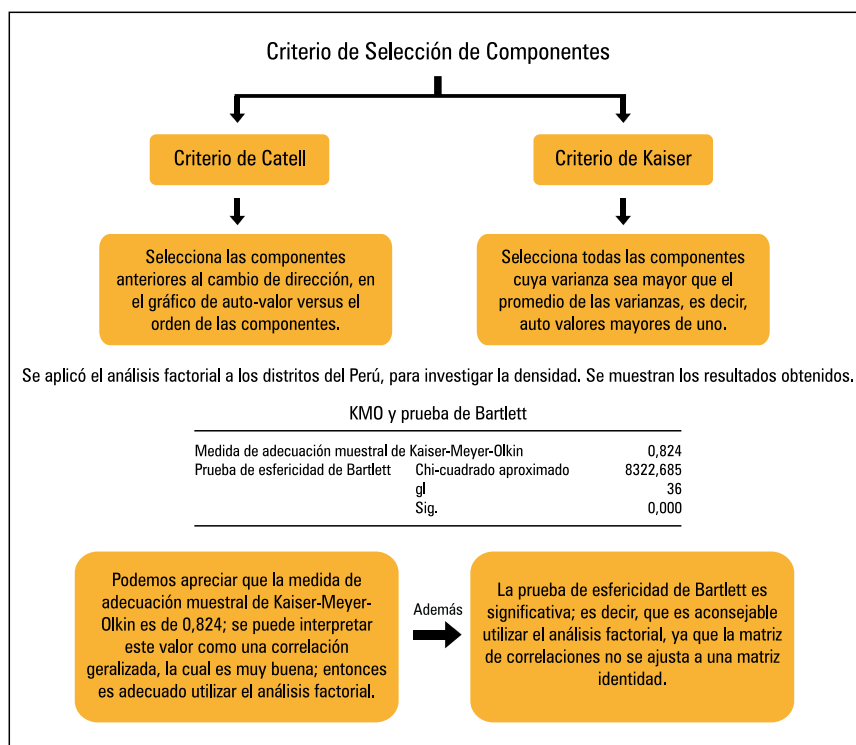 Criterio de Selección de Componentes
Criterio de Catell
Criterio de Kaiser
Selecciona las componentes
anteriores al cambio de dirección, en
el gráfico de auto-valor versus el
orden de las componentes.
Selecciona todas las componentes
cuya varianza sea mayor que el
promedio de las varianzas, es decir,
auto valores mayores de uno.
Se aplicó el análisis factorial a los distritos del Perú, para investigar la densidad. Se muestran los resultados obtenidos.
KMO y prueba de Bartlett
Medida de adecuación muestral de Kaiser-Meyer-Olkin 0,824
Prueba de esfericidad de Bartlett Chi-cuadrado aproximado 8322,685
gl 36
Sig. 0,000
Podemos apreciar que la medida de
adecuación muestral de Kaiser-Meyer-
Olkin es de 0,824; se puede interpretar
este valor como una correlación
geralizada, la cual es muy buena; entonces
es adecuado utilizar el análisis factorial.
Además
La prueba de esfericidad de Bartlett es
significativa; es decir, que es aconsejable
utilizar el análisis factorial, ya que la matriz
de correlaciones no se ajusta a una matriz
identidad.